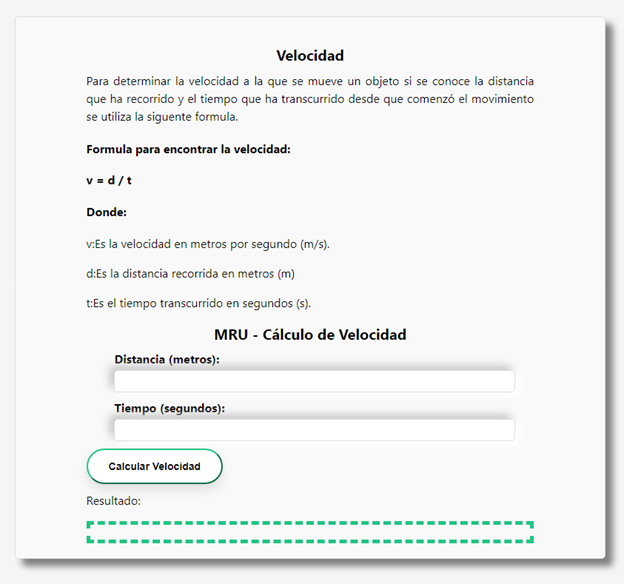 Velocidad
Para determinar la velocidad a la que se mueve un objeto si se conoce la distancia
que ha recorrido y el tiempo que ha transcurrido desde que comenzó el movimiento
se utiliza la siguente formula.
Formula para encontrar la velocidad:
v = d / t
Donde:
v:Es la velocidad en metros por segundo (m/s).
d:Es la distancia recorrida en metros (m)
t:Es el tiempo transcurrido en segundos (s).
MRU - Cálculo de Velocidad
Distancia (metros):
Tiempo (segundos):
Calcular Velocidad
Resultado: